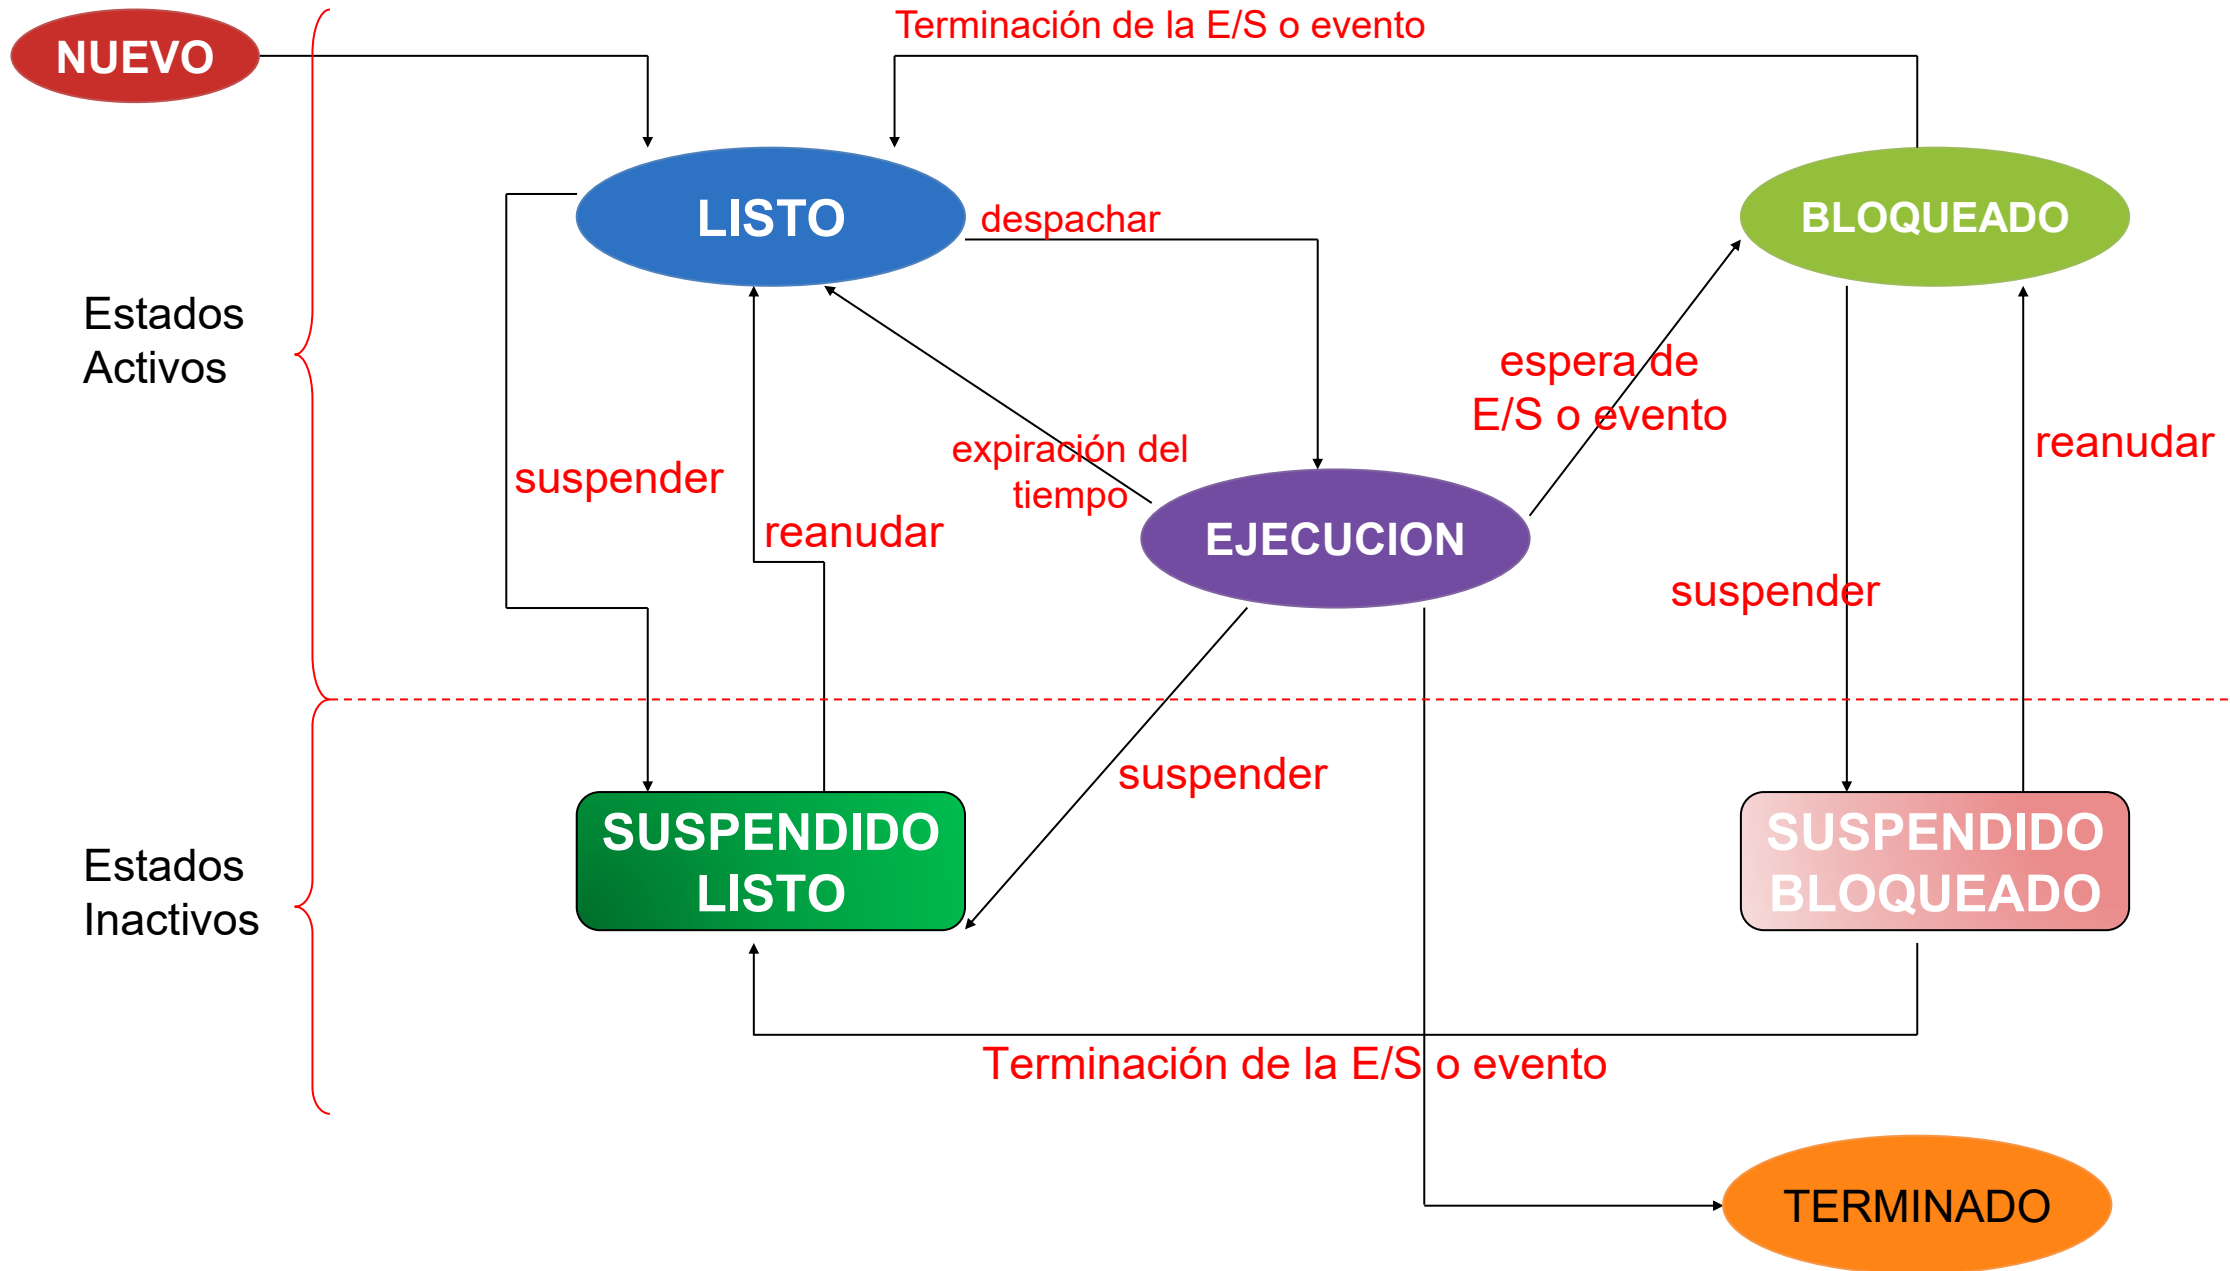 Terminación de la E/S o evento
NUEVO
LISTO
despachar
BLOQUEADO
Estados
Activos
espera de
E/S o evento
expiración del
tiempo
reanudar
suspender
reanudar
EJECUCION
suspender
suspender
SUSPENDIDO
LISTO
SUSPENDIDO
BLOQUEADO
Estados
Inactivos
Terminación de la E/S o evento
TERMINADO